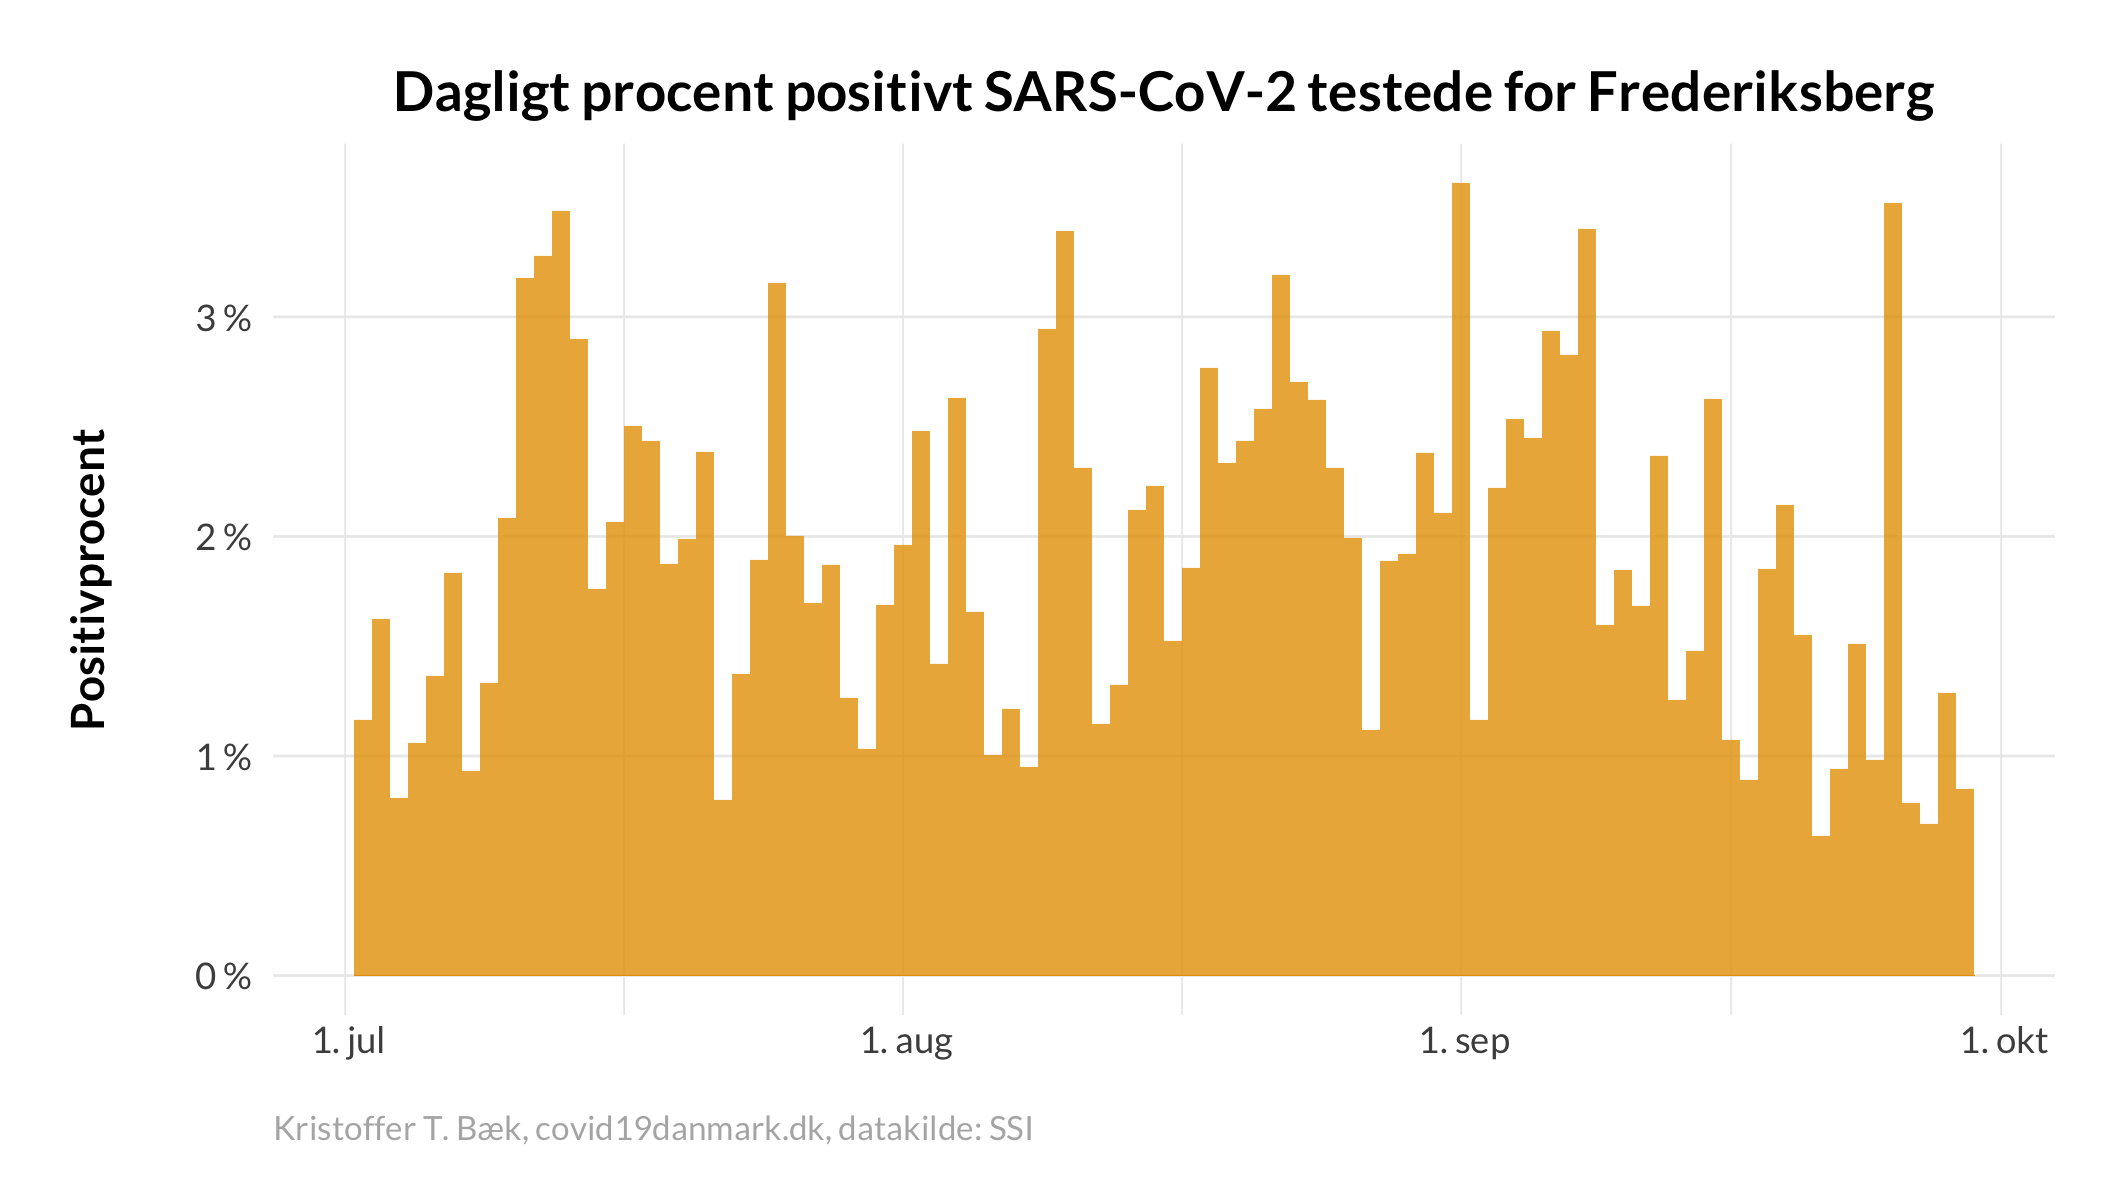 Dagligt procent positivt SARS-CoV-2 testede for Frederiksberg
Positivprocent
3 %
2 %
1 %
0 %
1. jul
1. aug
1. sep
1. okt
Kristoffer T. Bæk, covid19danmark.dk, datakilde: SSI